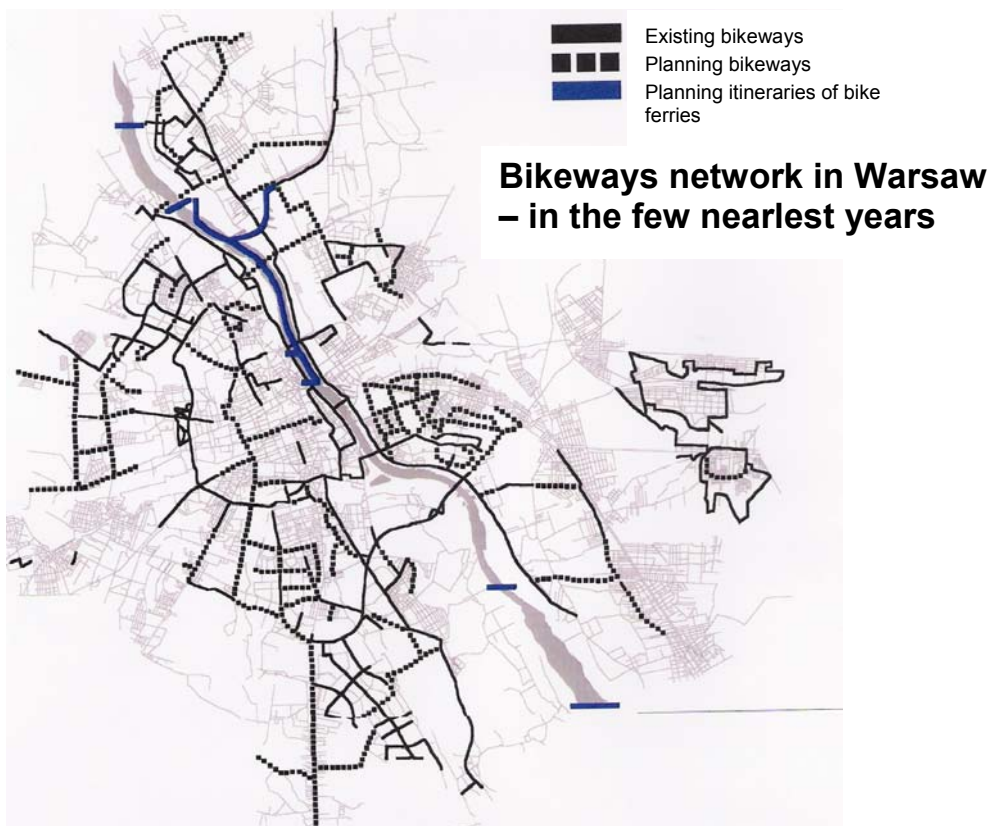 Existing bikeways
Planning bikeways
Planning itineraries of bike
ferries
Bikeways network in Warsaw
– in the few nearlest years